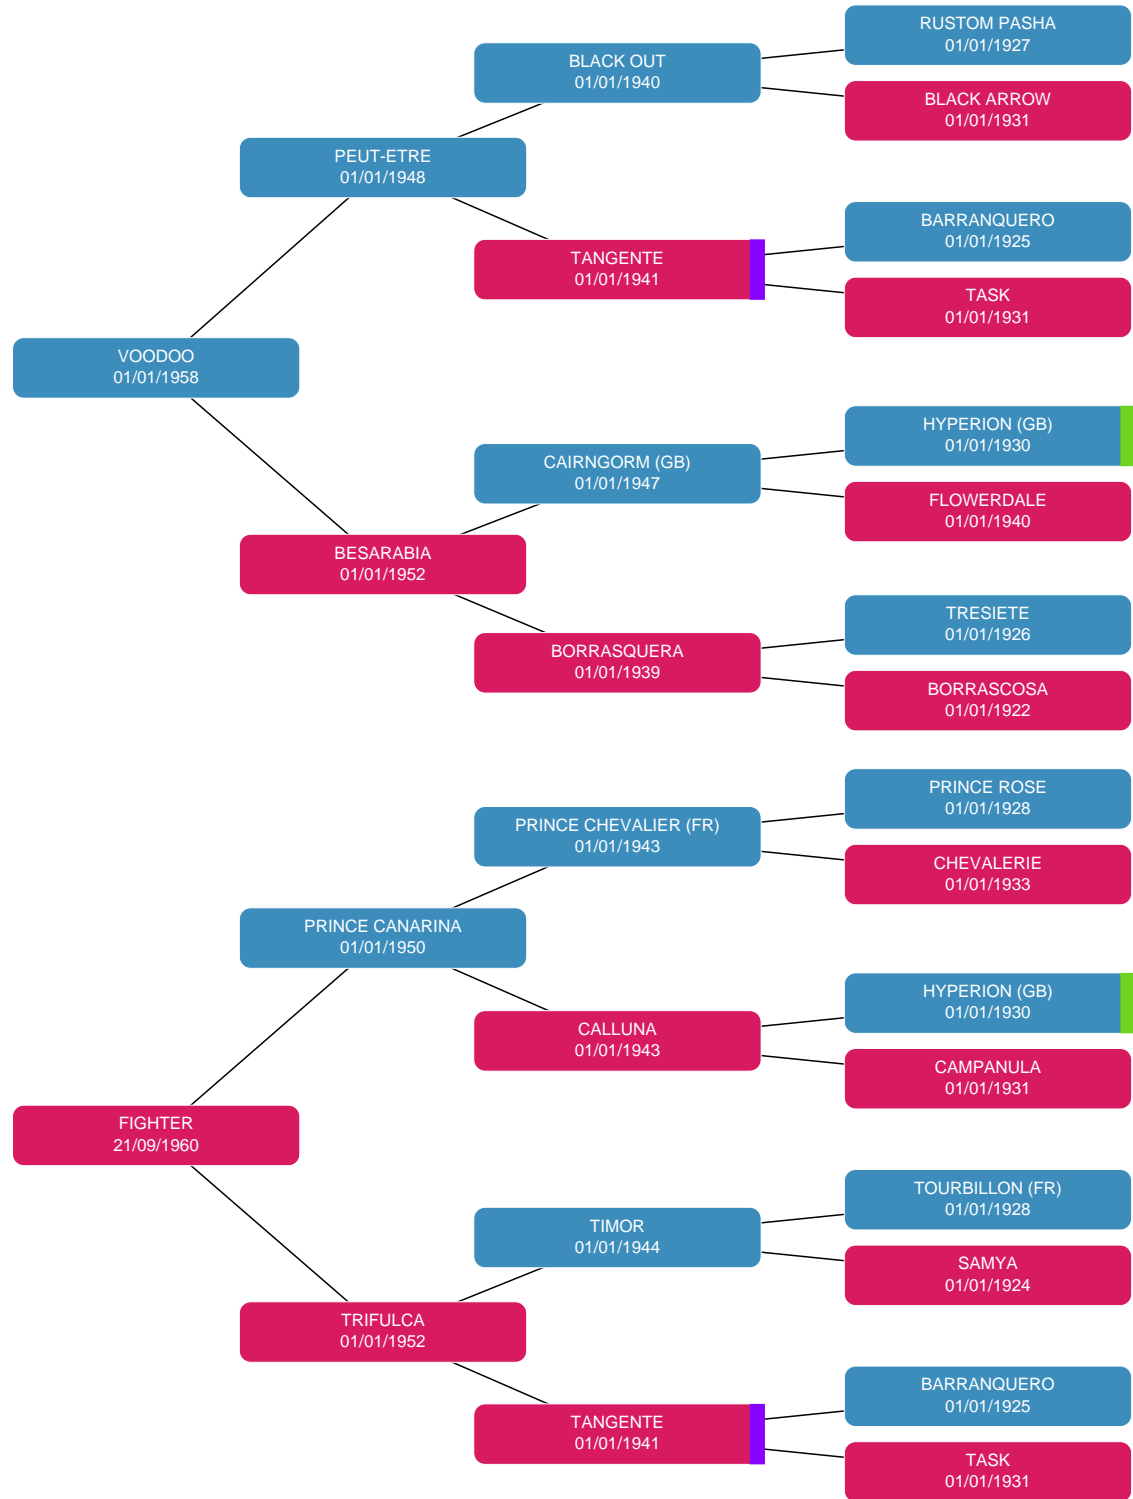 RUSTOM PASHA
01/01/1927
BLACK OUT
01/01/1940
BLACK ARROW
01/01/1931
PEUT-ETRE
01/01/1948
BARRANQUERO
01/01/1925
TANGENTE
01/01/1941
TASK
01/01/1931
VOODOO
01/01/1958
HYPERION (GB)
01/01/1930
CAIRNGORM (GB)
01/01/1947
FLOWERDALE
01/01/1940
BESARABIA
01/01/1952
TRESIETE
01/01/1926
BORRASQUERA
01/01/1939
BORRASCOSA
01/01/1922
PRINCE ROSE
01/01/1928
PRINCE CHEVALIER (FR)
01/01/1943
CHEVALERIE
01/01/1933
PRINCE CANARINA
01/01/1950
HYPERION (GB)
01/01/1930
CALLUNA
01/01/1943
CAMPANULA
01/01/1931
FIGHTER
21/09/1960
TOURBILLON (FR)
01/01/1928
TIMOR
01/01/1944
SAMYA
01/01/1924
TRIFULCA
01/01/1952
BARRANQUERO
01/01/1925
TANGENTE
01/01/1941
TASK
01/01/1931